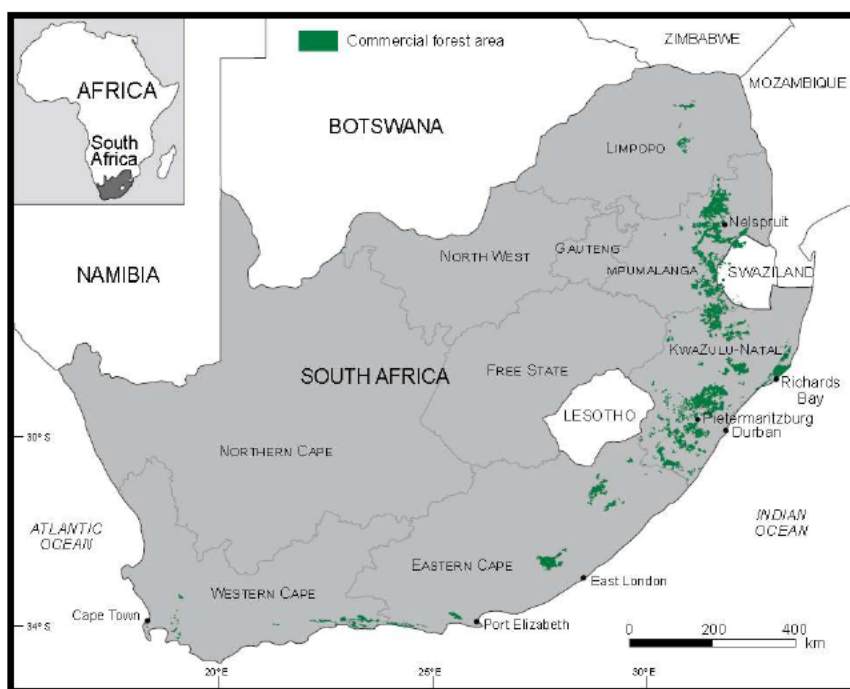 Commercial forest area
ZIMBABWE
MOZAMBIQUE
AFRICA
South
Africa
BOTSWANA
LIMPOPO
Nelspruit
NORTH WEST
GAUTENG
MPUMALANGA
SWAZILAND
NAMIBIA
KWAZULU-NATAL
SOUTH AFRICA
FREE STATE
Richards
Bay
LESOTHO
Pietermantzburg
Durban
30° S
NORTHERN CAPE
ATLANTIC
OCEAN
INDIAN
OCEAN
EASTERN CAPE
WESTERN CAPE
East London
Cape Town
Port Elizabeth
34° S
0 200 400
km
20°E 25°E 30°E